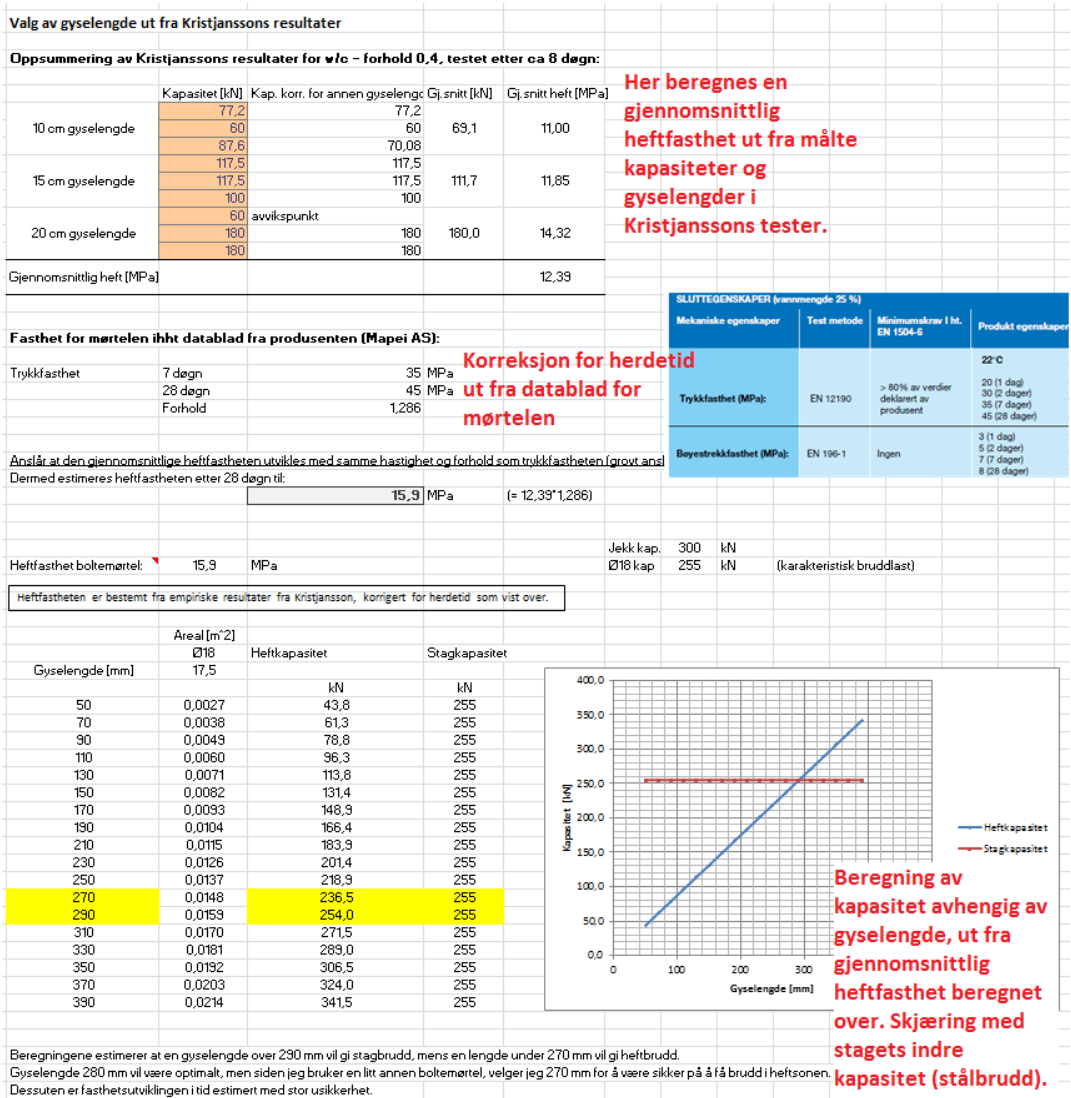 Valg av gyselengde ut fra Kristjanssons resultater
Oppsummering av Kristjanssons resultater for w/c - forhold 0,4, testet etter ca 8 døgn:
Kapasitet [kN] Kap. korr. for annen gyselengd Gj.snitt [kN] Gj.snitt heft [MPa]
77,2 77,2
10 cm gyselengde 60 60 69,1 11,00
87,6 70,08
117,5 117,5
15 cm gyselengde 117,5 117,5 111,7 11,85
100 100
60 avvikspunkt
20 cm gyselengde 180 180 180,0 14,32
180 180
Gjennomsnittlig heft [MPa] 12,39
Her beregnes en
gjennomsnittlig
heftfasthet ut fra målte
kapasiteter og
gyselengder i
Kristjanssons tester.
Fasthet for mørtelen ihht datablad fra produsenten (Mapei AS):
Trykkfasthet 7 døgn 35 MPa
28 døgn 45 MPa
Forhold 1,286
Korreksjon for herdetid
ut fra datablad for
mørtelen
SLUTTEGENSKAPER (vannmengde 25 %)
Mekaniske egenskaper Test metode Minimumskrav I ht. EN 1504-6 Produkt egenskaper
22°C
Trykkfasthet (MPa): EN 12190 > 80% av verdier deklarert av produsent
20 (1 dag)
30 (2 dager)
35 (7 dager)
45 (28 dager)
Bøyestrekkfasthet (MPa): EN 196-1 Ingen
3 (1 dag)
5 (2 dager)
7 (7 dager)
8 (28 dager)
Anslår at den gjennomsnittlige heftfastheten utvikles med samme hastighet og forhold som trykkfastheten (grovt ansl
Dermed estimeres heftfastheten etter 28 døgn til:
15,9 MPa (= 12,39*1,286)
Jekk kap. 300 kN
Heftfasthet boltemørtel: 15,9 MPa Ø18 kap 255 kN (karakteristisk bruddlast)
Heftfastheten er bestemt fra empiriske resultater fra Kristjansson, korrigert for herdetid som vist over.
Areal [m^2]
Ø18 Heftkapasitet Stagkapasitet
Gyselengde [mm] 17,5
kN kN
50 0,0027 43,8 255
70 0,0038 61,3 255
90 0,0049 78,8 255
110 0,0060 96,3 255
130 0,0071 113,8 255
150 0,0082 131,4 255
170 0,0093 148,9 255
190 0,0104 166,4 255
210 0,0115 183,9 255
230 0,0126 201,4 255
250 0,0137 218,9 255
270 0,0148 236,5 255
290 0,0159 254,0 255
310 0,0170 271,5 255
330 0,0181 289,0 255
350 0,0192 306,5 255
370 0,0203 324,0 255
390 0,0214 341,5 255
400,0
350,0
300,0
250,0
200,0
150,0
100,0
50,0
0,0
0 100 200 300
Kapasitet [kN]
Gyselengde [mm]
Heftkapasitet
Stagkapasitet
Beregning av
kapasitet avhengig av
gyselengde, ut fra
gjennomsnittlig
heftfasthet beregnet
over. Skjæring med
stagets indre
kapasitet (stålbrudd).
Beregningene estimerer at en gyselengde over 290 mm vil gi stagbrudd, mens en lengde under 270 mm vil gi heftbrudd.
Gyselengde 280 mm vil være optimalt, men siden jeg bruker en litt annen boltemørtel, velger jeg 270 mm for å være sikker på å få brudd i heftsonen.
Dessuten er fasthetsutviklingen i tid estimert med stor usikkerhet.